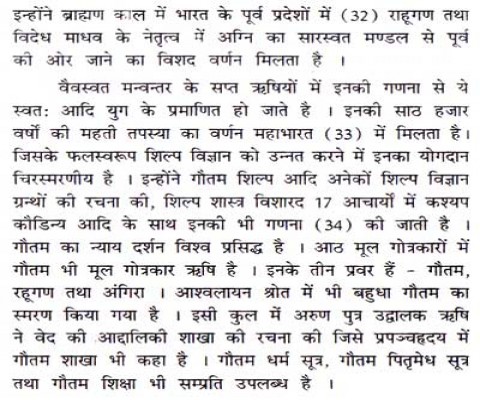 इन्होंने ब्राह्मण काल में भारत के पूर्व प्रदेशों में (32) राहूगण तथा
विदेध माधव के नेतृत्व में अग्नि का सारस्वत मण्डल से पूर्व
की ओर जाने का विशद वर्णन मिलता है ।
वैवस्वत मन्वन्तर के सप्त ऋषियों में इनकी गणना से ये
स्वत: आदि युग के प्रमाणित हो जाते है । इनकी साठ हजार
वर्षों की महती तपस्या का वर्णन महाभारत (33) में मिलता है।
जिसके फलस्वरूप शिल्प विज्ञान को उन्नत करने में इनका योगदान
चिरस्मरणीय है । इन्होंने गौतम शिल्प आदि अनेकों शिल्प विज्ञान
ग्रन्थों की रचना की, शिल्प शास्त्र विशारद 17 आचार्यो में कश्यप
कौडिन्य आदि के साथ इनकी भी गणना (34) की जाती है ।
गौतम का न्याय दर्शन विश्व प्रसिद्ध है । आठ मूल गोत्रकारों में
गौतम भी मूल गोत्रकार ऋषि है । इनके तीन प्रवर हैं - गौतम,
रहूगण तथा अंगिरा । आश्वलायन श्रोत में भी बहुधा गौतम का
स्मरण किया गया है । इसी कुल में अरुण पुत्र उद्वालक ऋषि
ने वेद की आद्दालिकी शाखा की रचना की जिसे प्रपञ्चहृदय में
गौतम शाखा भी कहा है । गौतम धर्म सूत्र, गौतम पितृमेध सूत्र
तथा गौतम शिक्षा भी सम्प्रति उपलब्ध है ।